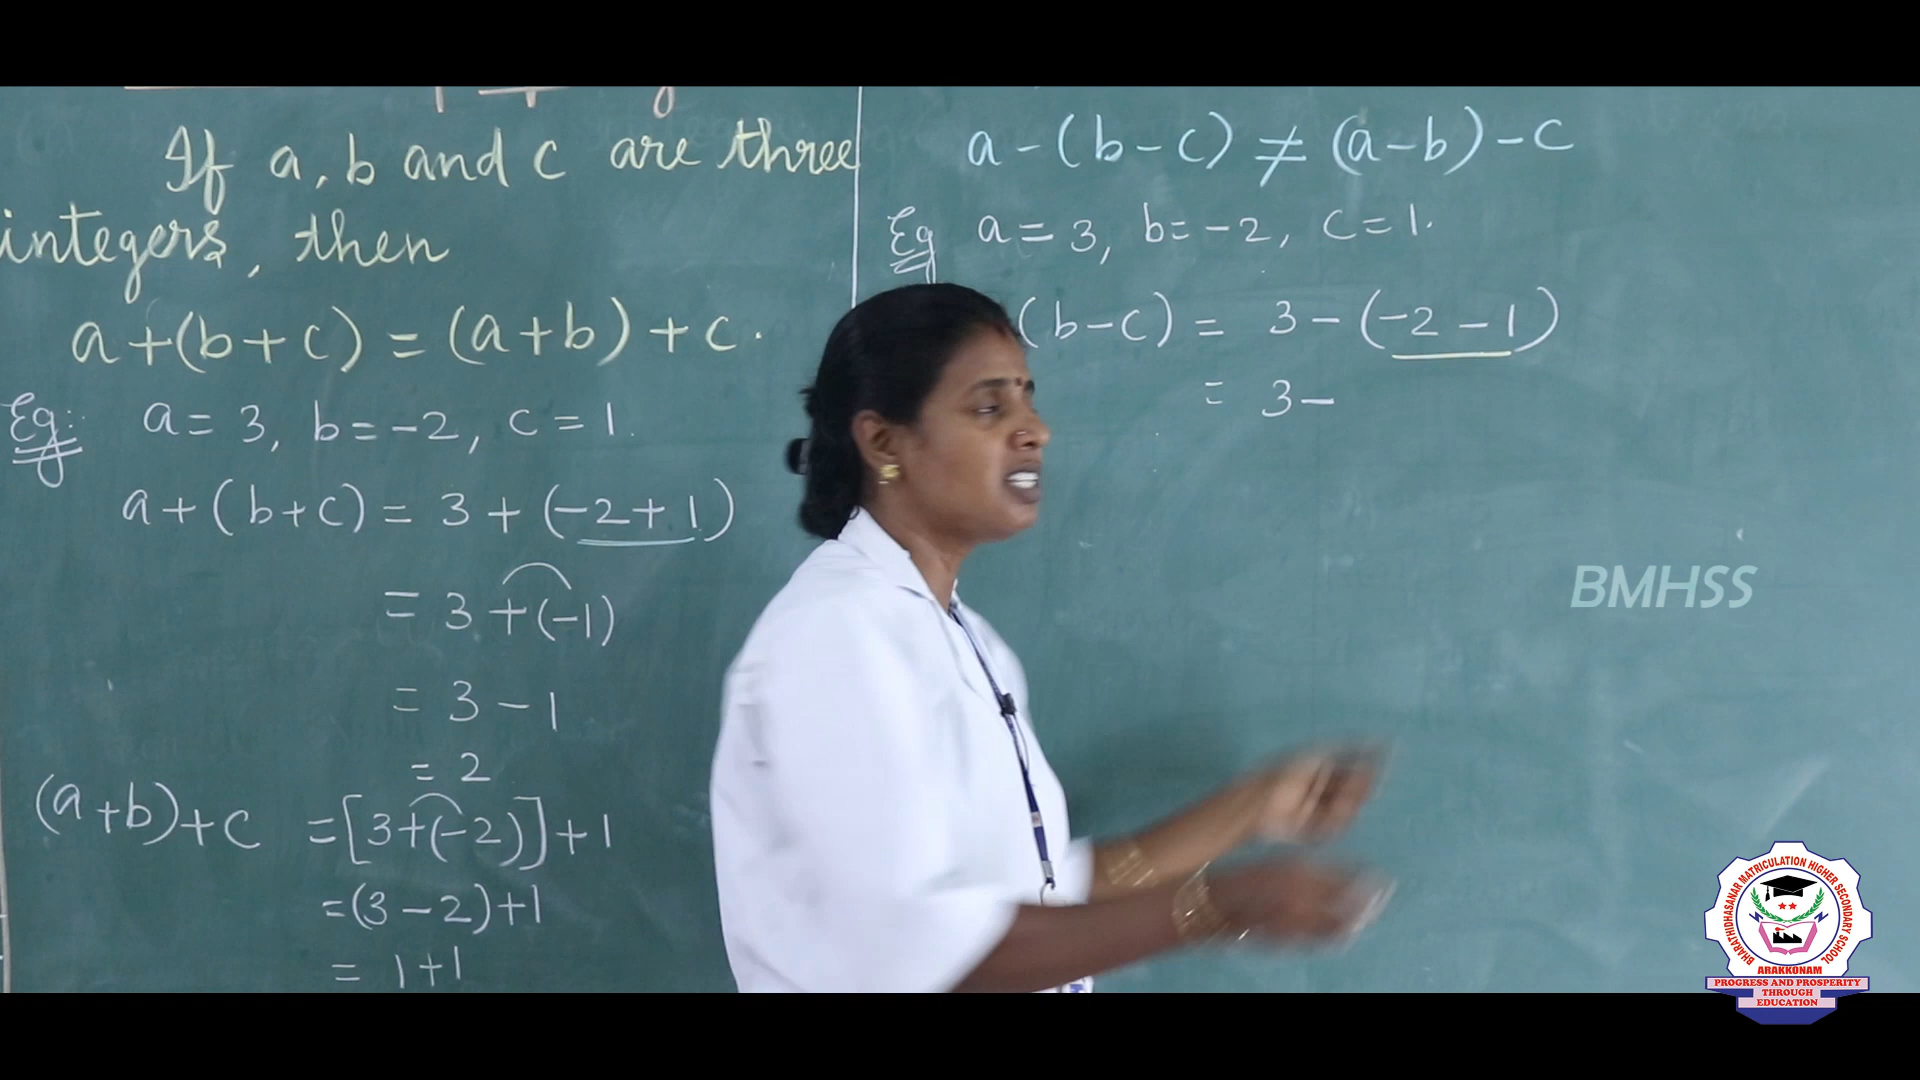 If a, b and c are three
integers, then
a+(b+c) = (a+b)+c.
Eg: a = 3, b = -2, c = 1.
a+(b+c) = 3+(-2+1)
= 3+(-1)
= 3-1
= 2
(a+b)+c = [3+(-2)]+1
= (3-2)+1
= 1+1
a-(b-c) ≠ (a-b)-c
Eg a = 3, b = -2, c = 1.
(b-c) = 3-(-2-1)
= 3-
BMHSS
BHARATHIDHASANAR MATRICULATION HIGHER SECONDARY SCHOOL
ARAKKONAM
PROGRESS AND PROSPERITY
THROUGH
EDUCATION